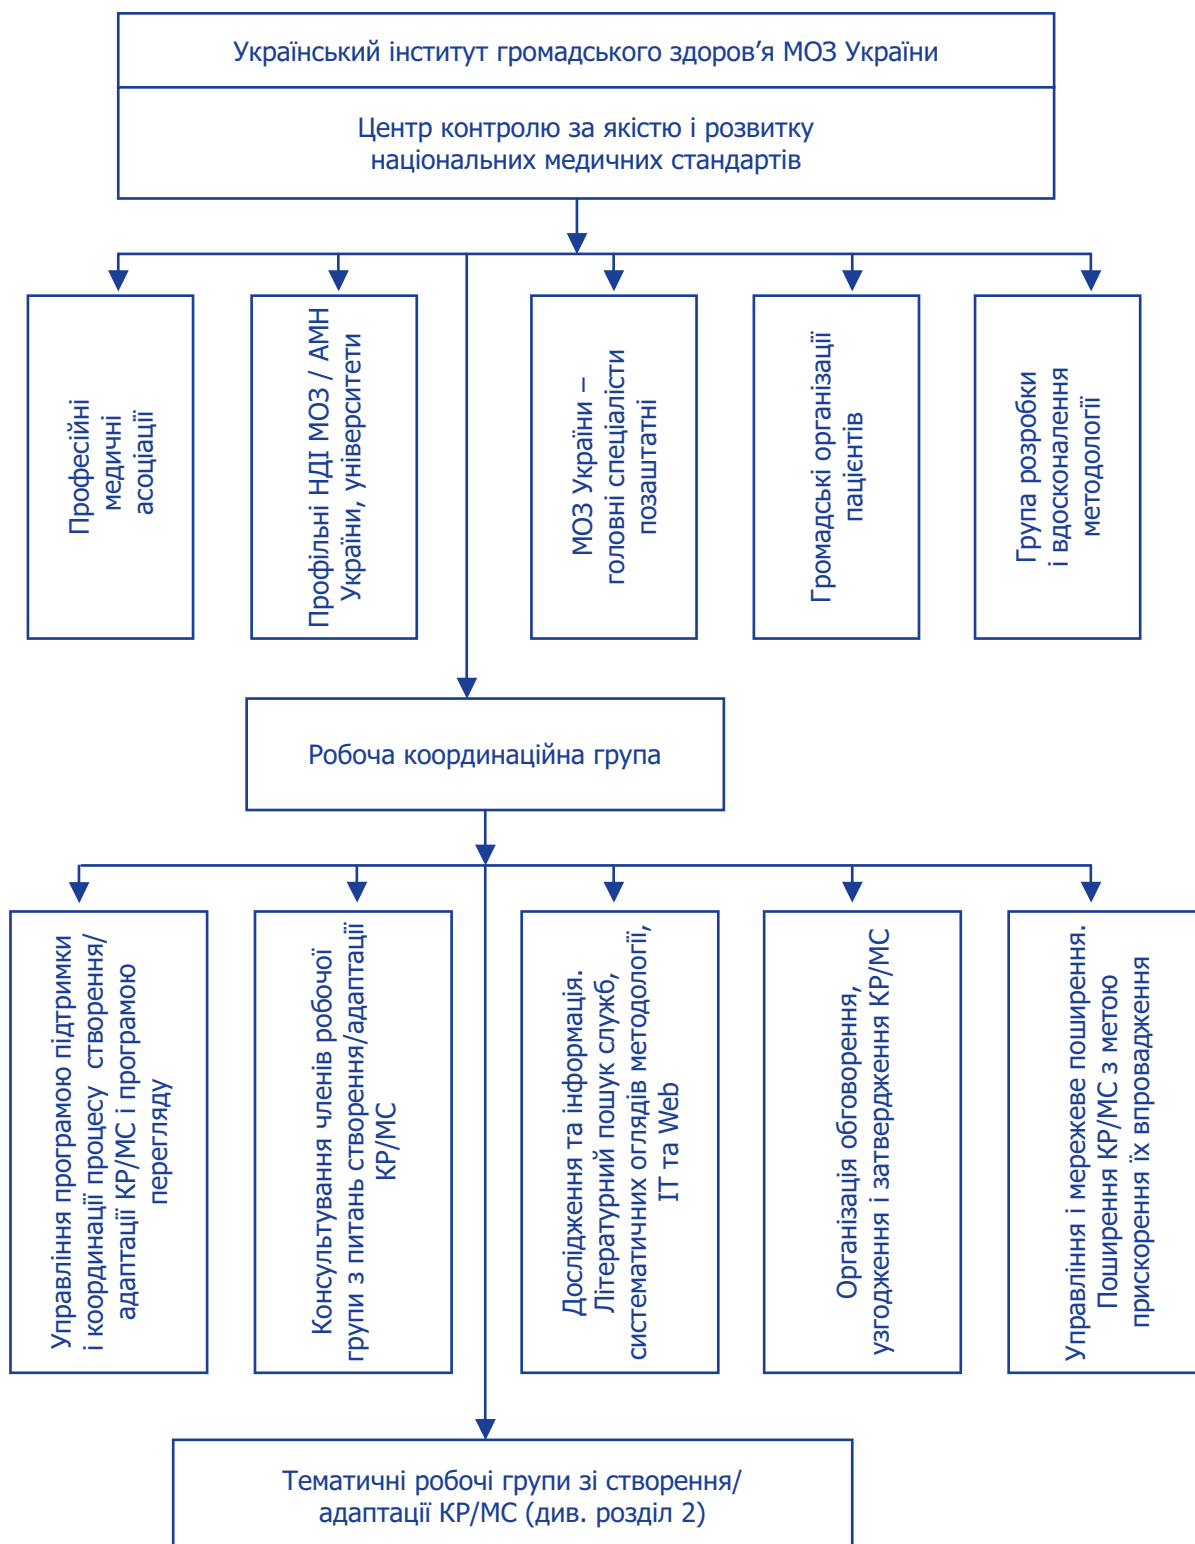 Український інститут громадського здоров’я МОЗ України
Центр контролю за якістю і розвитку
національних медичних стандартів
Професійні
медичні
асоціації
Профільні НДІ МОЗ / АМН
України, університети
МОЗ України –
головні спеціалісти
позаштатні
Громадські організації
пацієнтів
Група розробки
і вдосконалення
методології
Робоча координаційна група
Управління програмою підтримки
і координації процесу створення/
адаптації КР/МС і програмою
перегляду
Консультування членів робочої
групи з питань створення/адаптації
КР/МС
Дослідження та інформація.
Літературний пошук служб,
систематичних оглядів методології,
ІТ та Web
Організація обговорення,
узгодження і затвердження КР/МС
Управління і мережеве поширення.
Поширення КР/МС з метою
прискорення їх впровадження
Тематичні робочі групи зі створення/
адаптації КР/МС (див. розділ 2)